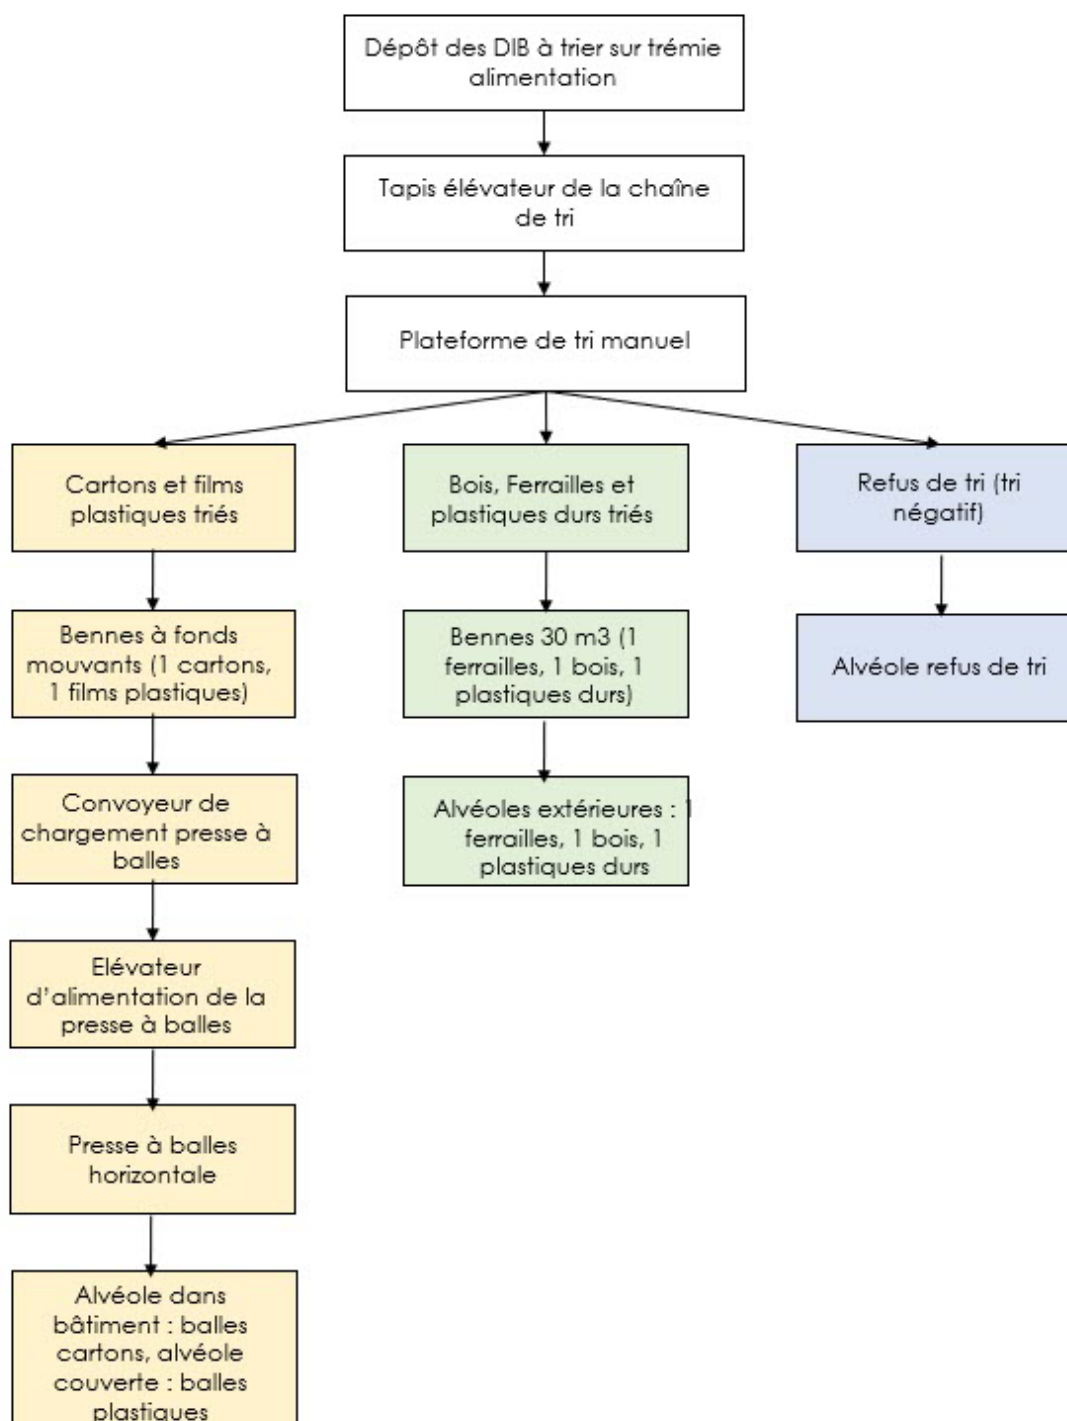 Dépôt des DIB à trier sur trémie
alimentation
Tapis élévateur de la chaîne
de tri
Plateforme de tri manuel
Cartons et films
plastiques triés
Bois, Ferrailles et
plastiques durs triés
Refus de tri (tri
négatif)
Bennes à fonds
mouvants (1 cartons,
1 films plastiques)
Bennes 30 m3 (1
ferrailles, 1 bois, 1
plastiques durs)
Alvéole refus de tri
Convoyeur de
chargement presse à
balles
Alvéoles extérieures : 1
ferrailles, 1 bois, 1
plastiques durs
Elévateur
d'alimentation de la
presse à balles
Presse à balles
horizontale
Alvéole dans
bâtiment : balles
cartons, alvéole
couverte : balles
plastiques